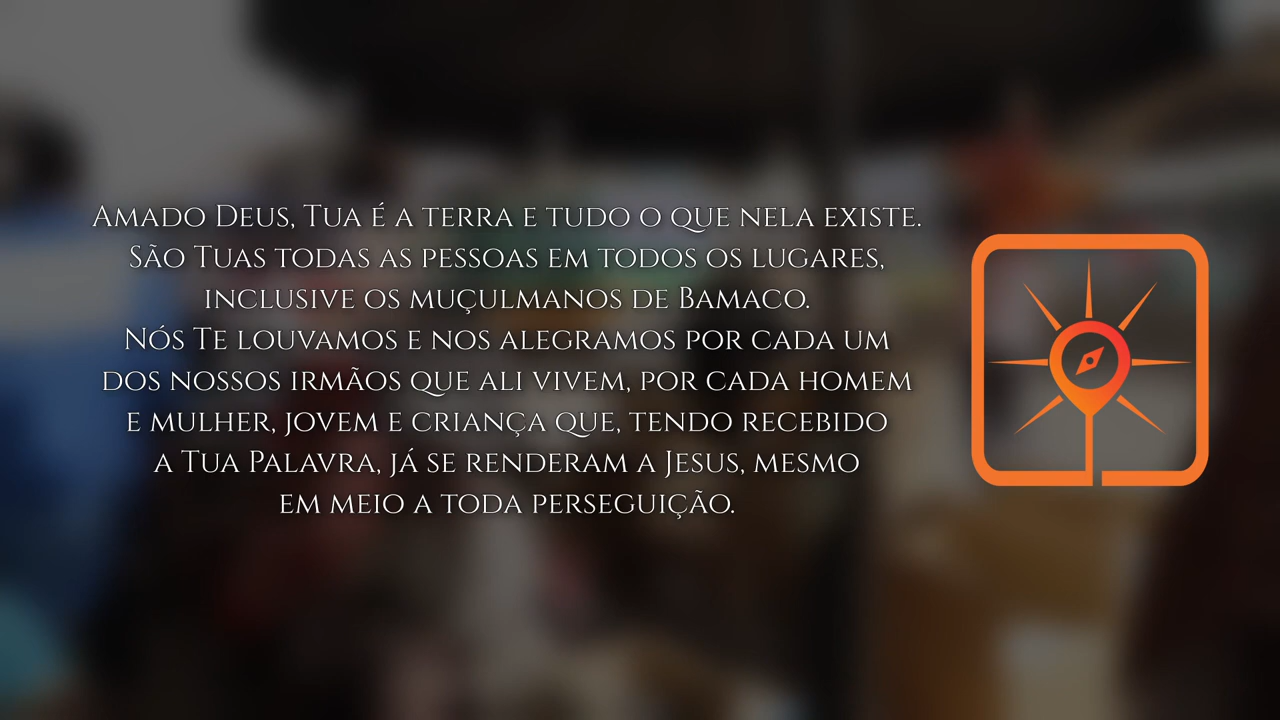 Amado Deus, Tua é a terra e tudo o que nela existe.
São Tuas todas as pessoas em todos os lugares,
inclusive os muçulmanos de Bamaco.
Nós Te louvamos e nos alegramos por cada um
dos nossos irmãos que ali vivem, por cada homem
e mulher, jovem e criança que, tendo recebido
a Tua Palavra, já se renderam a Jesus, mesmo
em meio a toda perseguição.